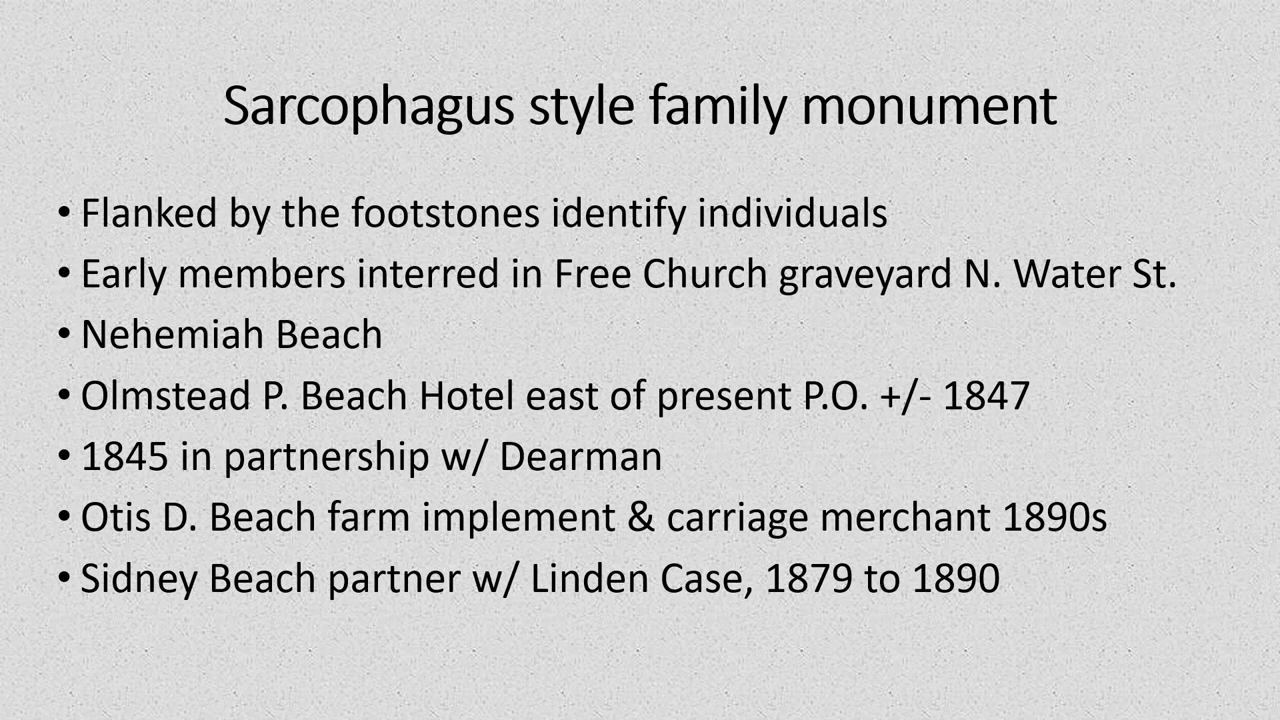 Sarcophagus style family monument
• Flanked by the footstones identify individuals
• Early members interred in Free Church graveyard N. Water St.
• Nehemiah Beach
• Olmstead P. Beach Hotel east of present P.O. +/- 1847
• 1845 in partnership w/ Dearman
• Otis D. Beach farm implement & carriage merchant 1890s
• Sidney Beach partner w/ Linden Case, 1879 to 1890